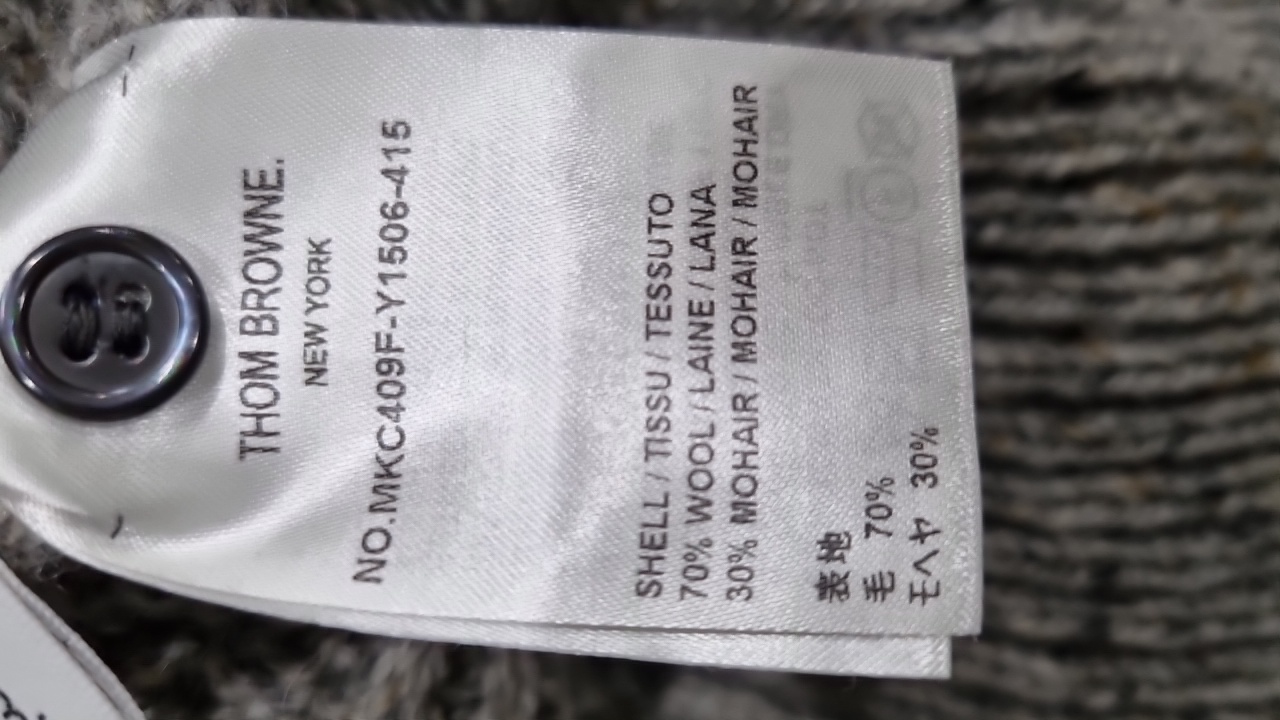 THOM BROWNE.
NEW YORK
NO.MKC409F-Y1506-415
SHELL / TISSU / TESSUTO
70% WOOL / LAINE / LANA
30% MOHAIR / MOHAIR / MOHAIR
表地
毛 70%
モヘヤ 30%